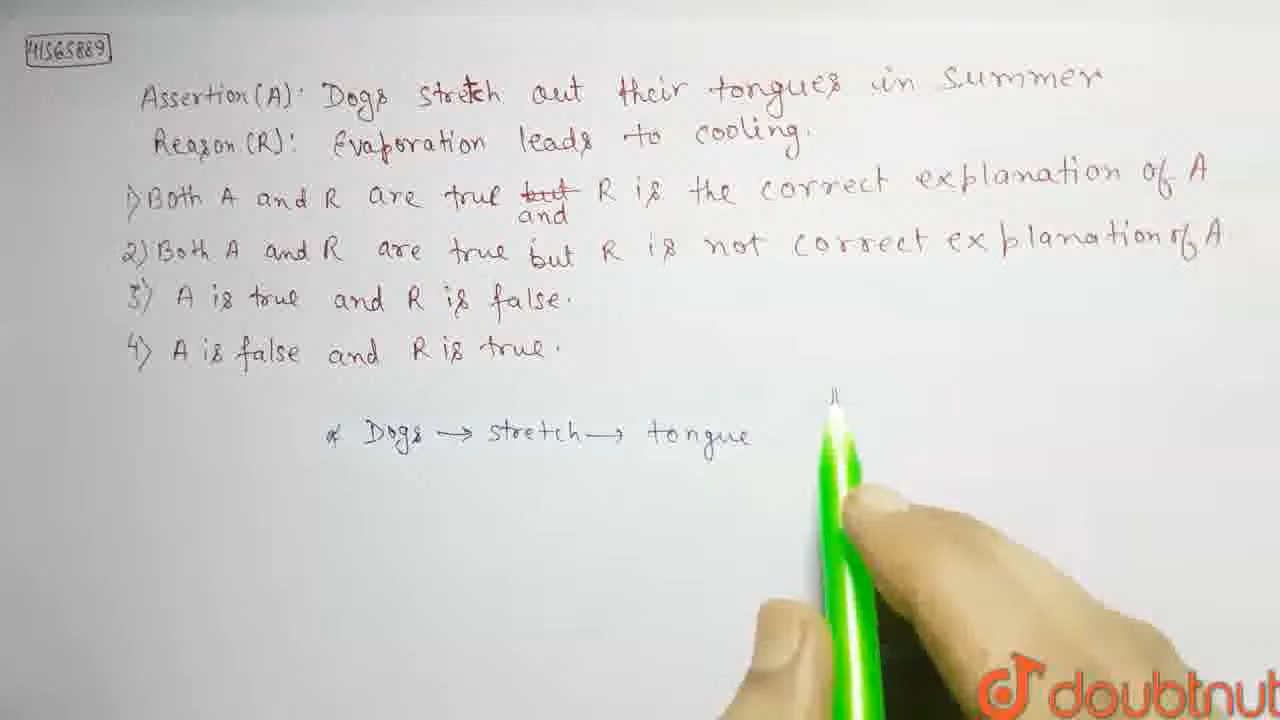 41565889
Assertion (A): Dogs stretch out their tongues in summer
Reason (R): Evaporation leads to cooling.
1) Both A and R are true but and R is the correct explanation of A
2) Both A and R are true but R is not correct explanation of A.
3) A is true and R is false.
4) A is false and R is true.
* Dogs → stretch → tongue
doubtnut